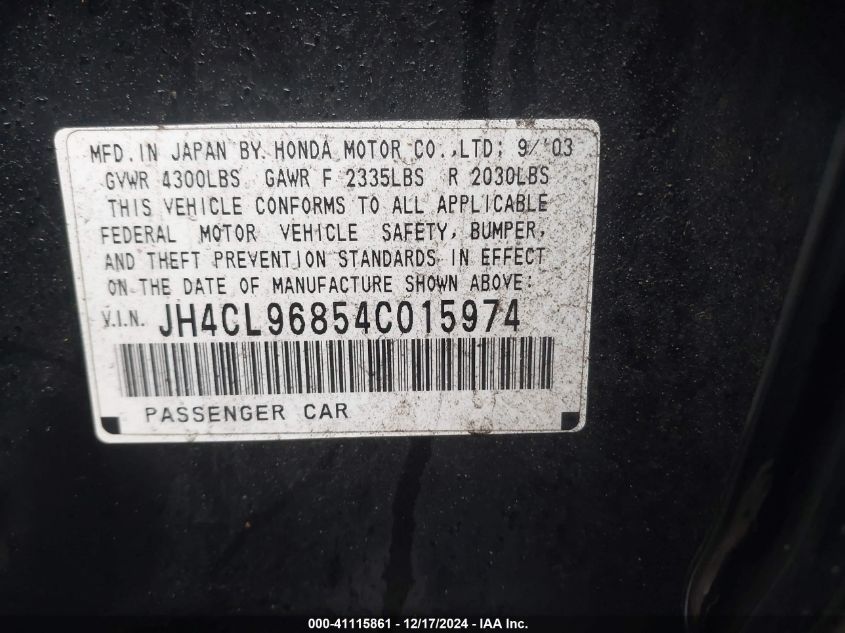 MFD. IN JAPAN BY HONDA MOTOR CO., LTD; 9/'03
GVWR 4300LBS GAWR F 2335LBS R 2030LBS
THIS VEHICLE CONFORMS TO ALL APPLICABLE
FEDERAL MOTOR VEHICLE SAFETY, BUMPER,
AND THEFT PREVENTION STANDARDS IN EFFECT
ON THE DATE OF MANUFACTURE SHOWN ABOVE:
V.I.N. JH4CL96854C015974
PASSENGER CAR
000-41115861 - 12/17/2024 - IAA Inc.